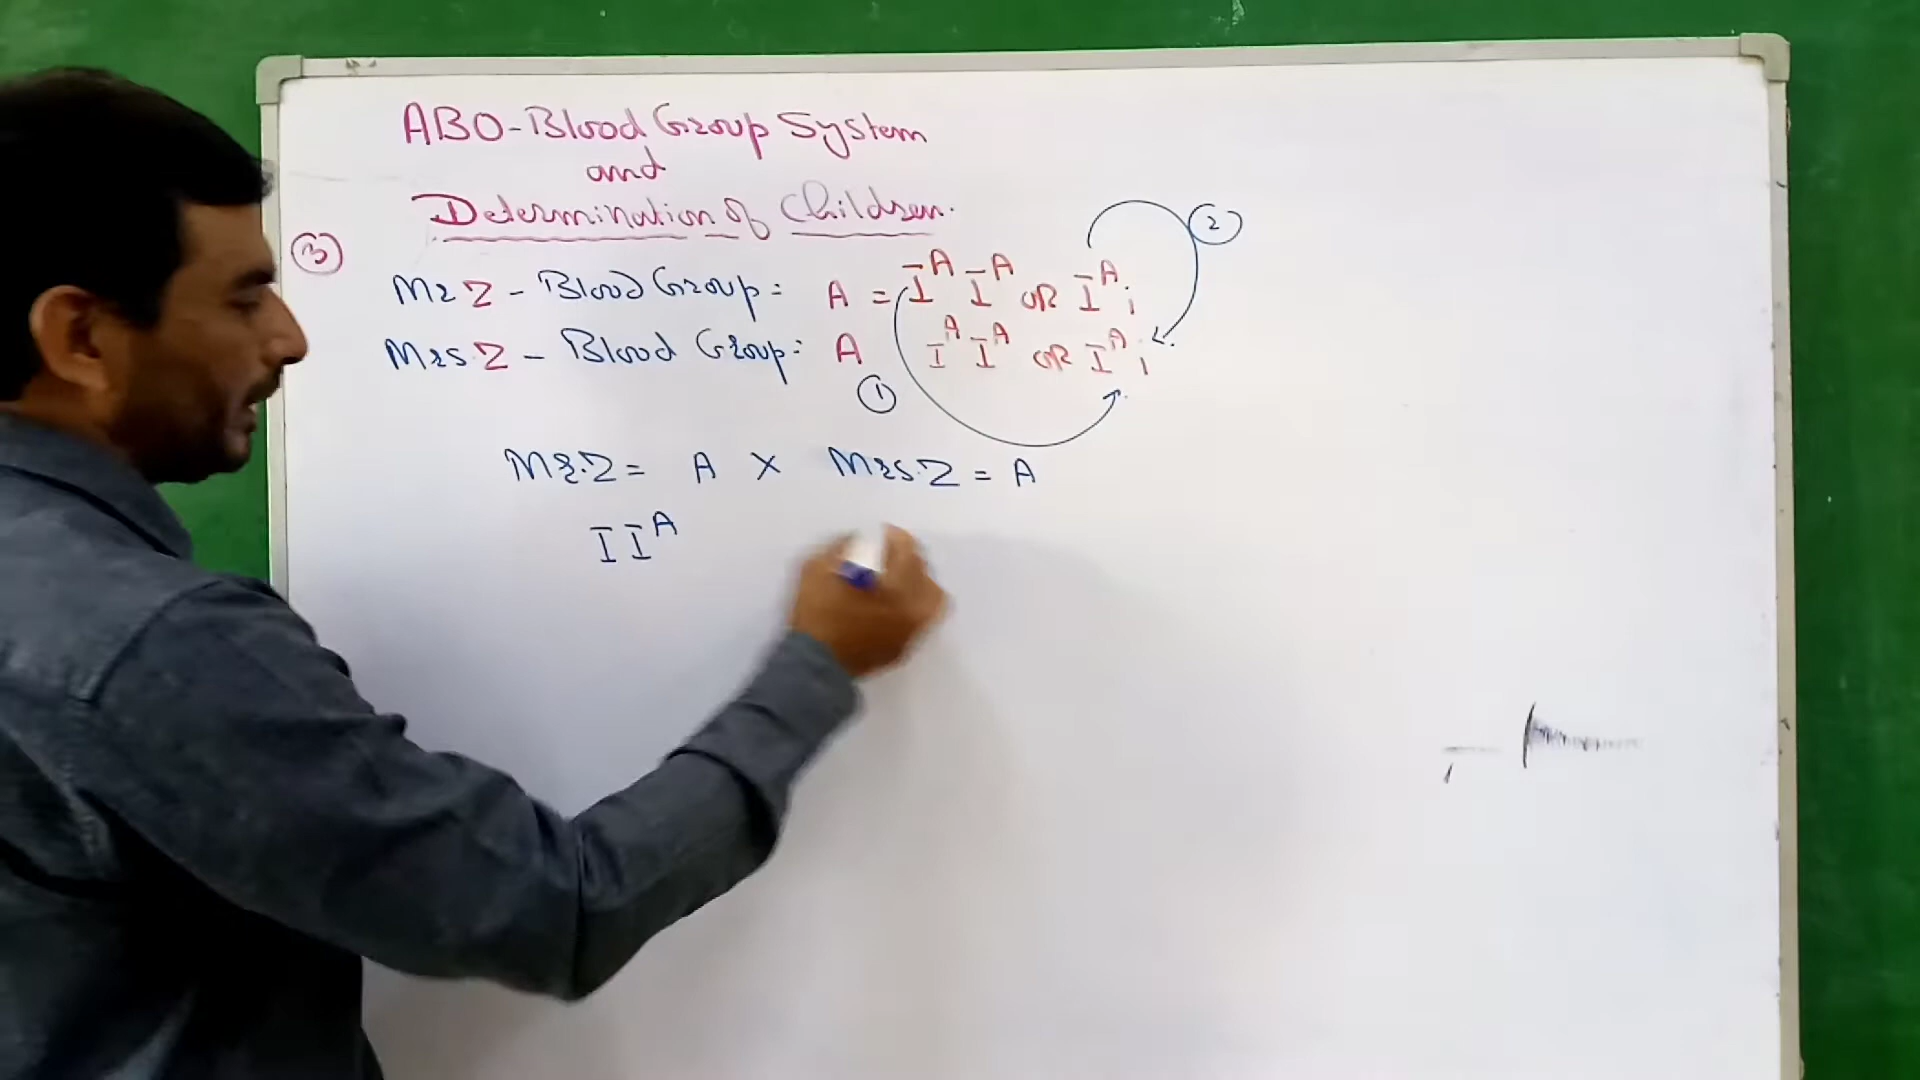 ABO-Blood Group System
and
Determination of Children.
③
Mr Z - Blood Group: A = I^A I^A OR I^A i
②
Mrs Z - Blood Group: A I^A I^A OR I^A i
①
Mr.Z = A X Mrs.Z = A
I I^A